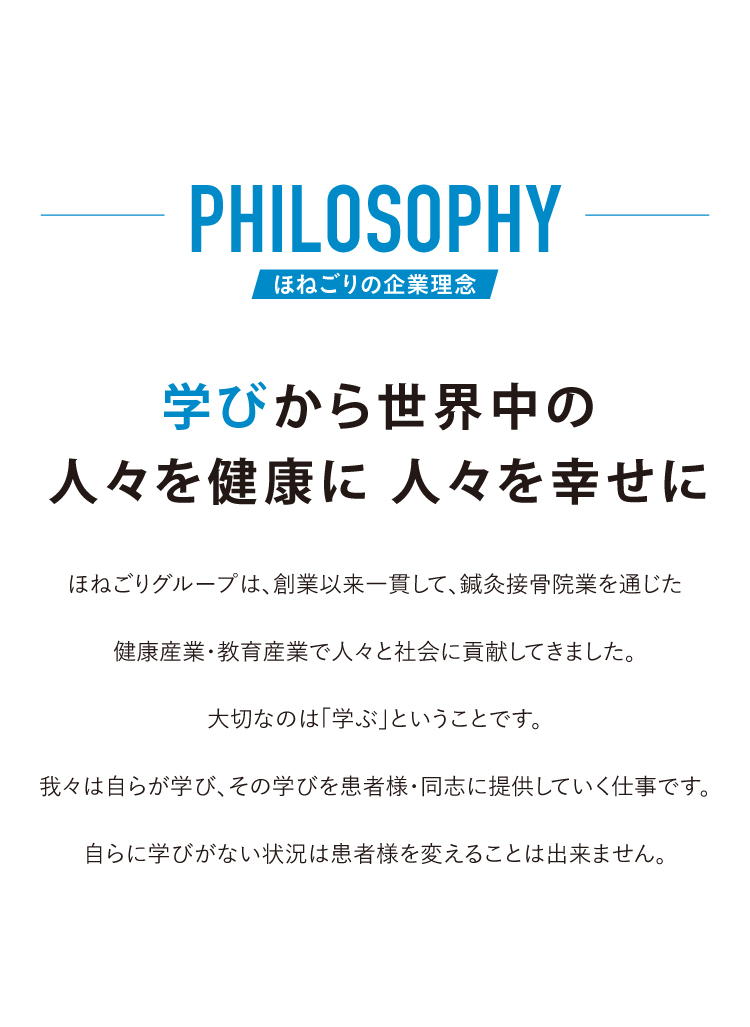 PHILOSOPHY
ほねごりの企業理念
学びから世界中の
人々を健康に 人々を幸せに
ほねごりグループは、創業以来一貫して、鍼灸接骨院業を通じた
健康産業・教育産業で人々と社会に貢献してきました。
大切なのは「学ぶ」ということです。
我々は自らが学び、その学びを患者様・同志に提供していく仕事です。
自らに学びがない状況は患者様を変えることは出来ません。